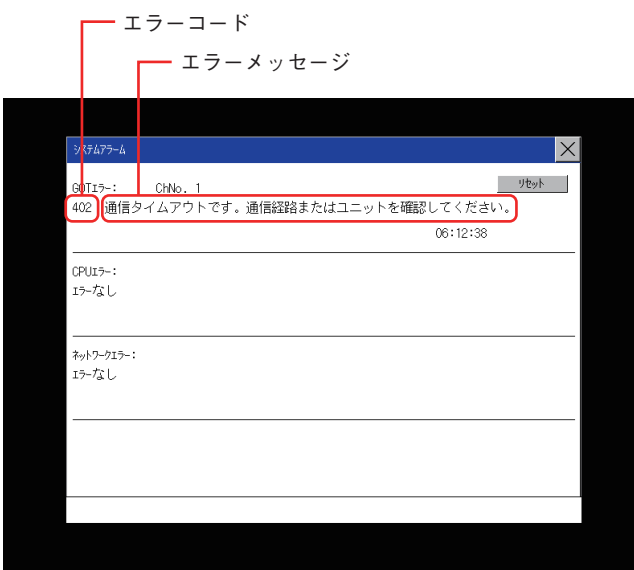 エラーコード
エラーメッセージ
システムアラーム
GOTエラー: ChNo. 1 リセット
402 通信タイムアウトです。通信経路またはユニットを確認してください。
06:12:38
CPUエラー:
エラーなし
ネットワークエラー:
エラーなし